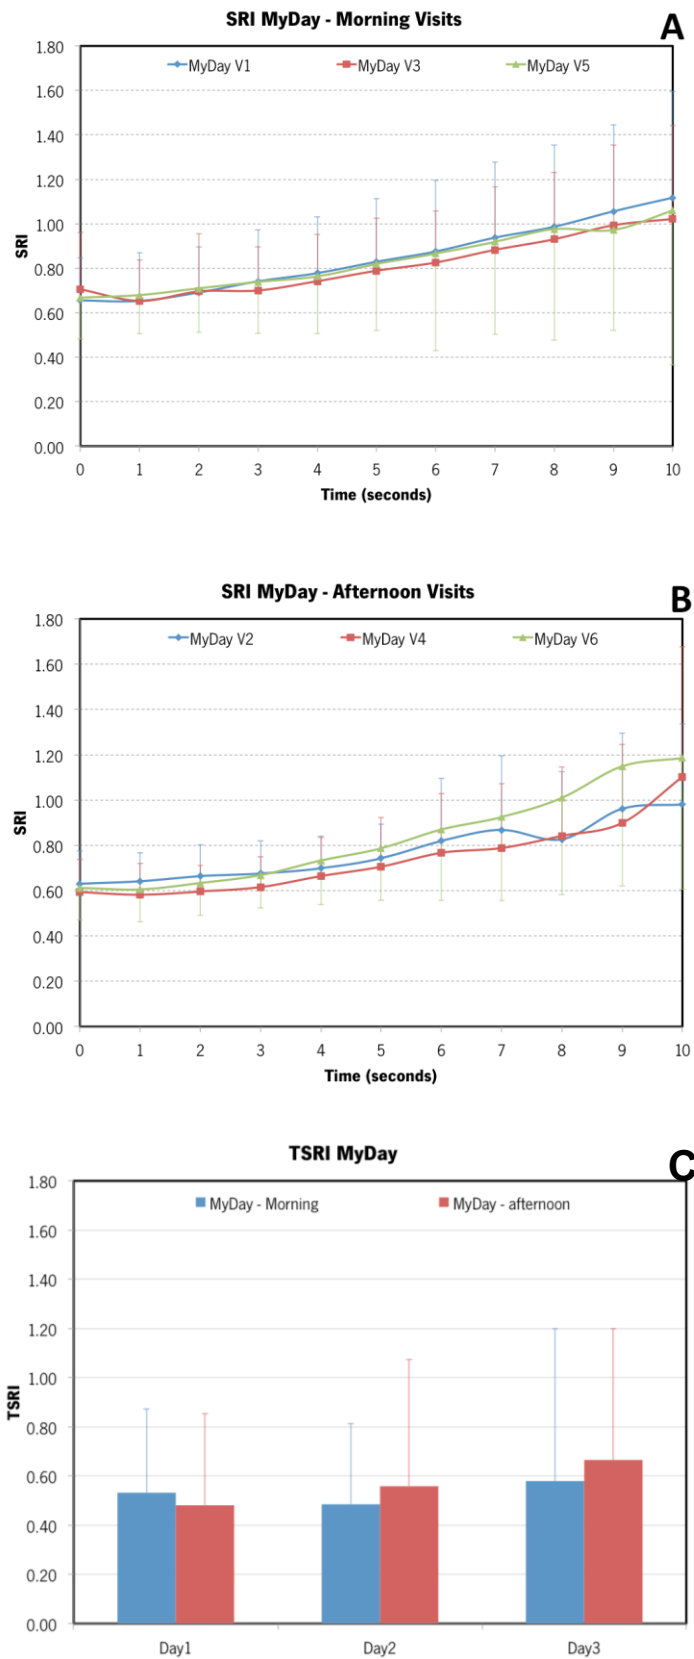 SRI MyDay - Morning Visits
A
1.80
MyDay V1 MyDay V3 MyDay V5
1.60
1.40
1.20
1.00
SRI
0.80
0.60
0.40
0.20
0.00
0 1 2 3 4 5 6 7 8 9 10
Time (seconds)
SRI MyDay - Afternoon Visits
B
1.80
MyDay V2 MyDay V4 MyDay V6
1.60
1.40
1.20
1.00
SRI
0.80
0.60
0.40
0.20
0.00
0 1 2 3 4 5 6 7 8 9 10
Time (seconds)
TSRI MyDay
C
1.80
MyDay - Morning MyDay - afternoon
1.60
1.40
1.20
1.00
TSRI
0.80
0.60
0.40
0.20
0.00
Day1 Day2 Day3